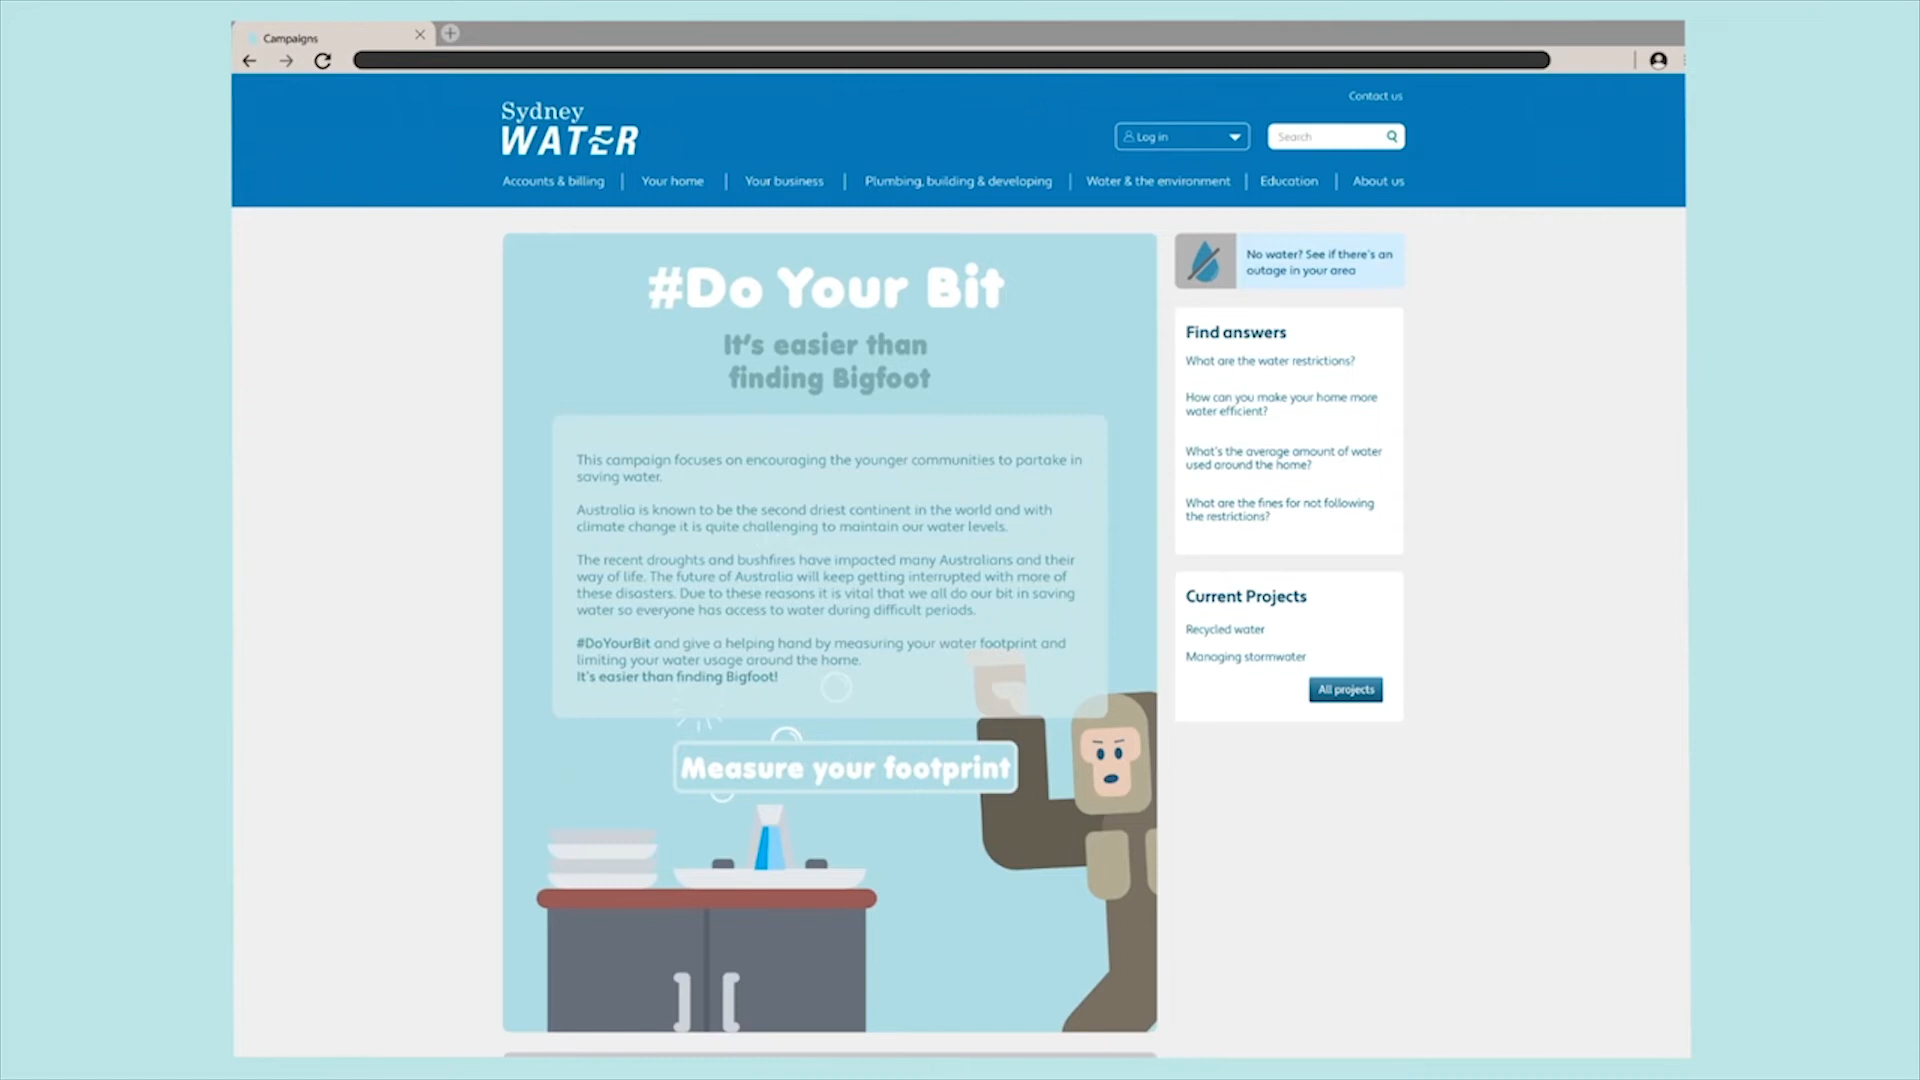 Campaigns
Contact us
Sydney
WATER
Log in
Search
Accounts & billing
Your home
Your business
Plumbing, building & developing
Water & the environment
Education
About us
#Do Your Bit
It's easier than
finding Bigfoot
This campaign focuses on encouraging the younger communities to partake in
saving water.
Australia is known to be the second driest continent in the world and with
climate change it is quite challenging to maintain our water levels.
The recent droughts and bushfires have impacted many Australians and their
way of life. The future of Australia will keep getting interrupted with more of
these disasters. Due to these reasons it is vital that we all do our bit in saving
water so everyone has access to water during difficult periods.
#DoYourBit and give a helping hand by measuring your water footprint and
limiting your water usage around the home.
It's easier than finding Bigfoot!
Measure your footprint
No water? See if there's an
outage in your area
Find answers
What are the water restrictions?
How can you make your home more
water efficient?
What's the average amount of water
used around the home?
What are the fines for not following
the restrictions?
Current Projects
Recycled water
Managing stormwater
All projects